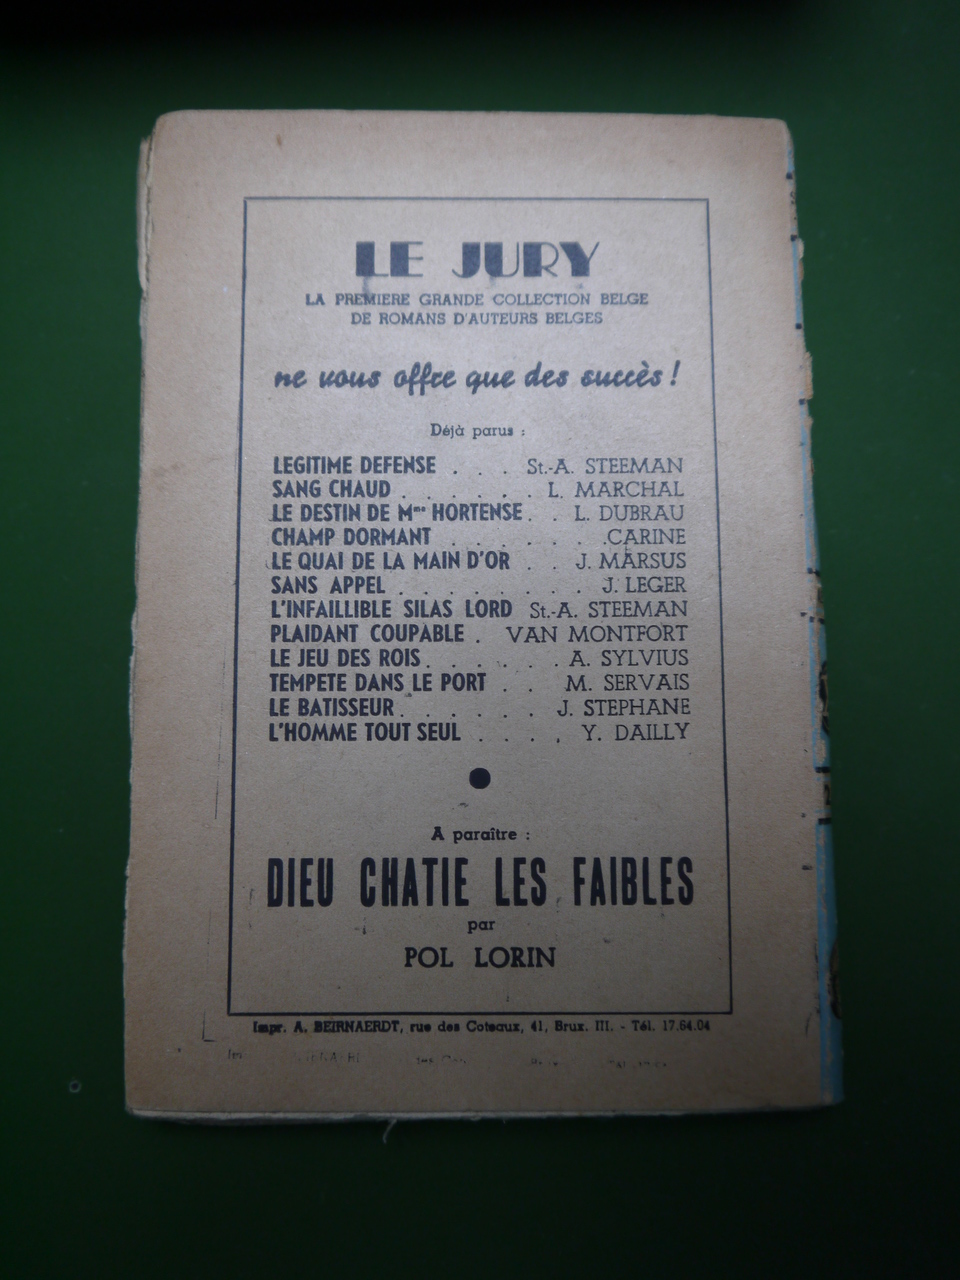 LE JURY
LA PREMIERE GRANDE COLLECTION BELGE
DE ROMANS D'AUTEURS BELGES
ne vous offre que des succès !
Déjà parus :
LEGITIME DEFENSE . . . St.-A. STEEMAN
SANG CHAUD . . . . . . L. MARCHAL
LE DESTIN DE Mme HORTENSE . . L. DUBRAU
CHAMP DORMANT . . . . . . . CARINE
LE QUAI DE LA MAIN D'OR . . J. MARSUS
SANS APPEL . . . . . . . . J. LEGER
L'INFAILLIBLE SILAS LORD St.-A. STEEMAN
PLAIDANT COUPABLE . VAN MONTFORT
LE JEU DES ROIS . . . . . . A. SYLVIUS
TEMPETE DANS LE PORT . . M. SERVAIS
LE BATISSEUR . . . . . . J. STEPHANE
L'HOMME TOUT SEUL . . . . Y. DAILLY
A paraître :
DIEU CHATIE LES FAIBLES
par
POL LORIN
Impr. A. BEIRNAERDT, rue des Coteaux, 41, Brux. III. - Tél. 17.64.04